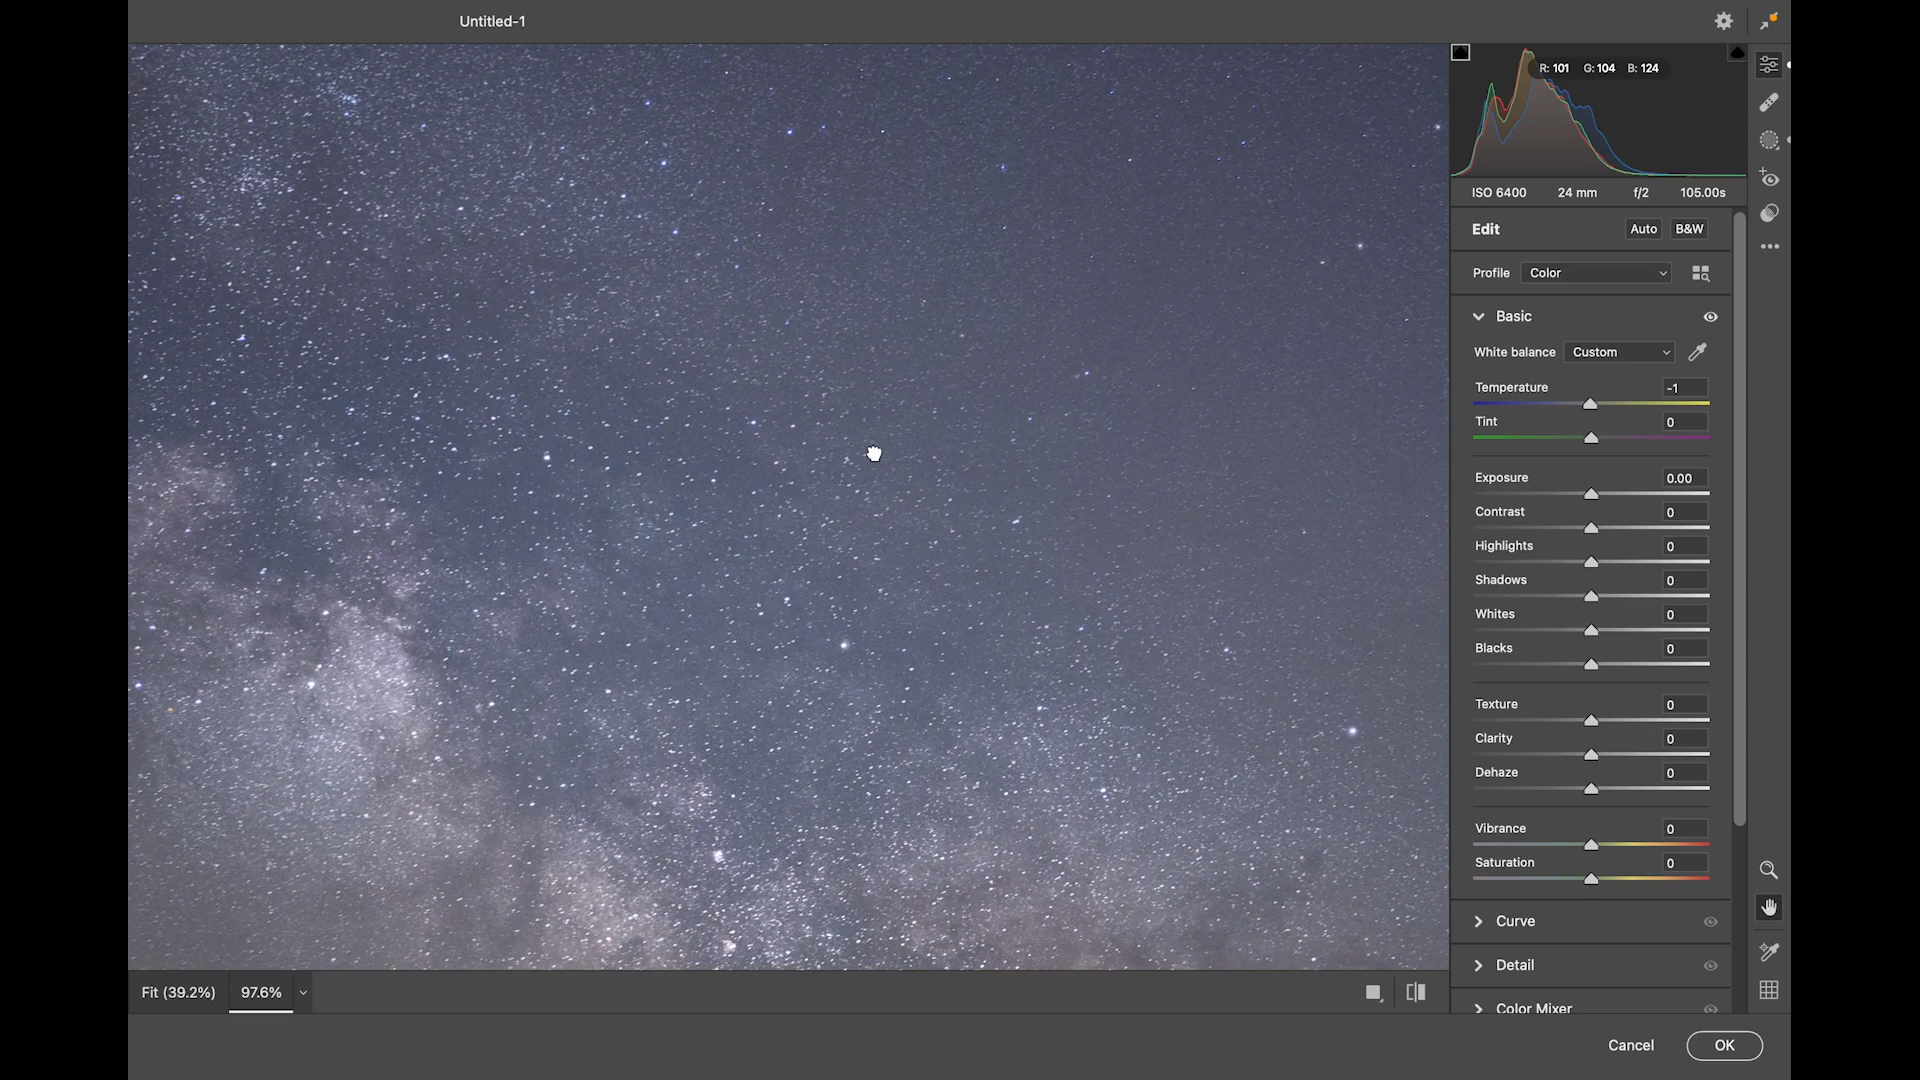 Untitled-1
R: 101 G: 104 B: 124
ISO 6400 24 mm f/2 105.00s
Edit Auto B&W
Profile Color
Basic
White balance Custom
Temperature -1
Tint 0
Exposure 0.00
Contrast 0
Highlights 0
Shadows 0
Whites 0
Blacks 0
Texture 0
Clarity 0
Dehaze 0
Vibrance 0
Saturation 0
Curve
Detail
Color Mixer
Fit (39.2%) 97.6%
Cancel OK